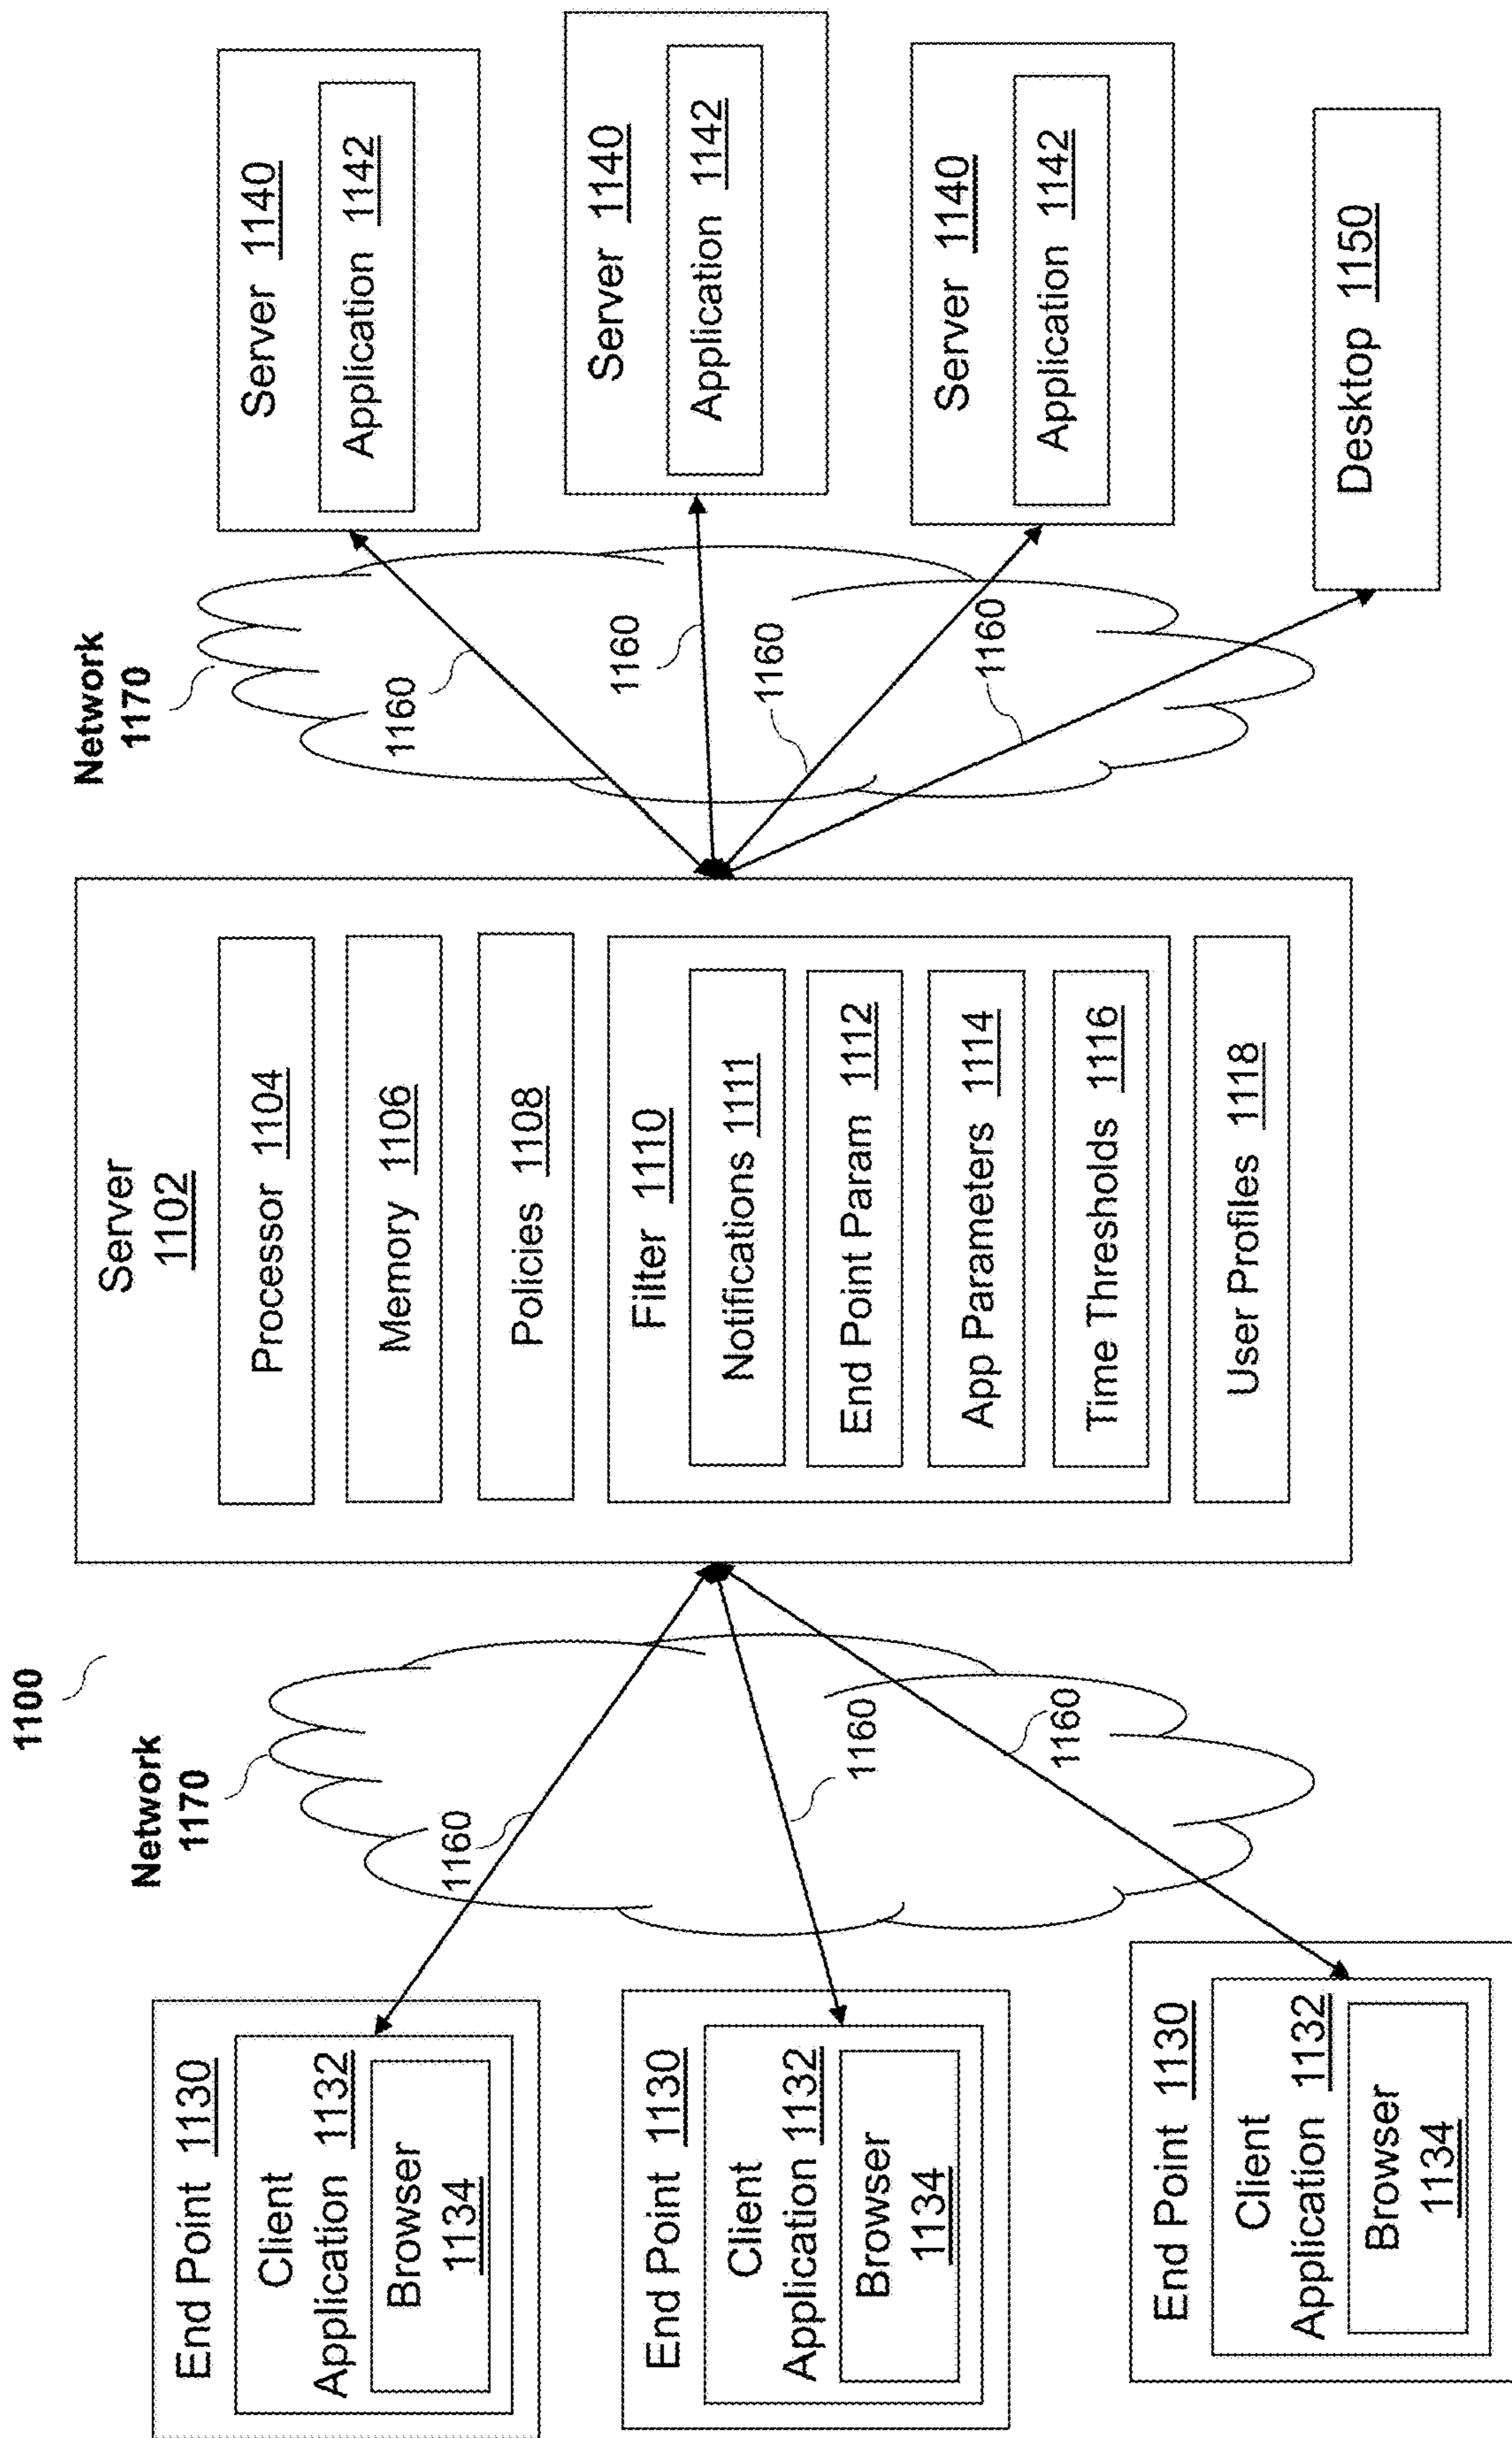 1100
Network
1170
End Point 1130
Client
Application 1132
Browser
1134
End Point 1130
Client
Application 1132
Browser
1134
End Point 1130
Client
Application 1132
Browser
1134
1160
1160
1160
Server
1102
Processor 1104
Memory 1106
Policies 1108
Filter 1110
Notifications 1111
End Point Param 1112
App Parameters 1114
Time Thresholds 1116
User Profiles 1118
Network
1170
1160
1160
1160
1160
Server 1140
Application 1142
Server 1140
Application 1142
Server 1140
Application 1142
Desktop 1150